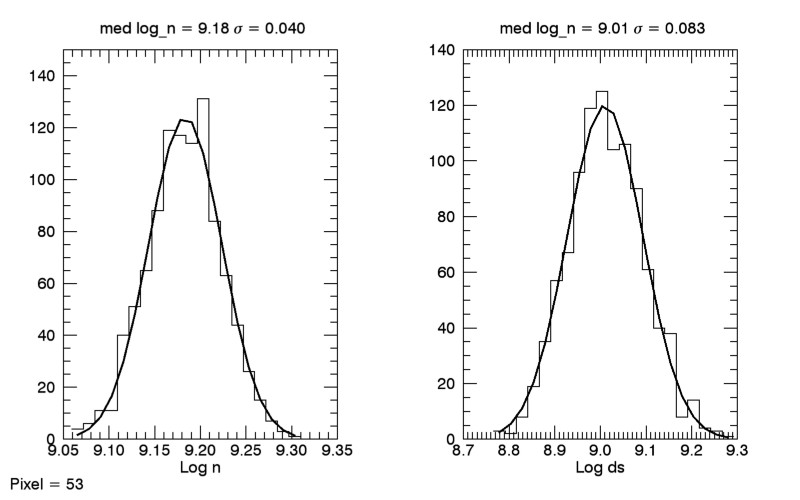 med log_n = 9.18 σ = 0.040
140
120
100
80
60
40
20
0
9.05 9.10 9.15 9.20 9.25 9.30 9.35
Log n
med log_n = 9.01 σ = 0.083
140
120
100
80
60
40
20
0
8.7 8.8 8.9 9.0 9.1 9.2 9.3
Log ds
Pixel = 53